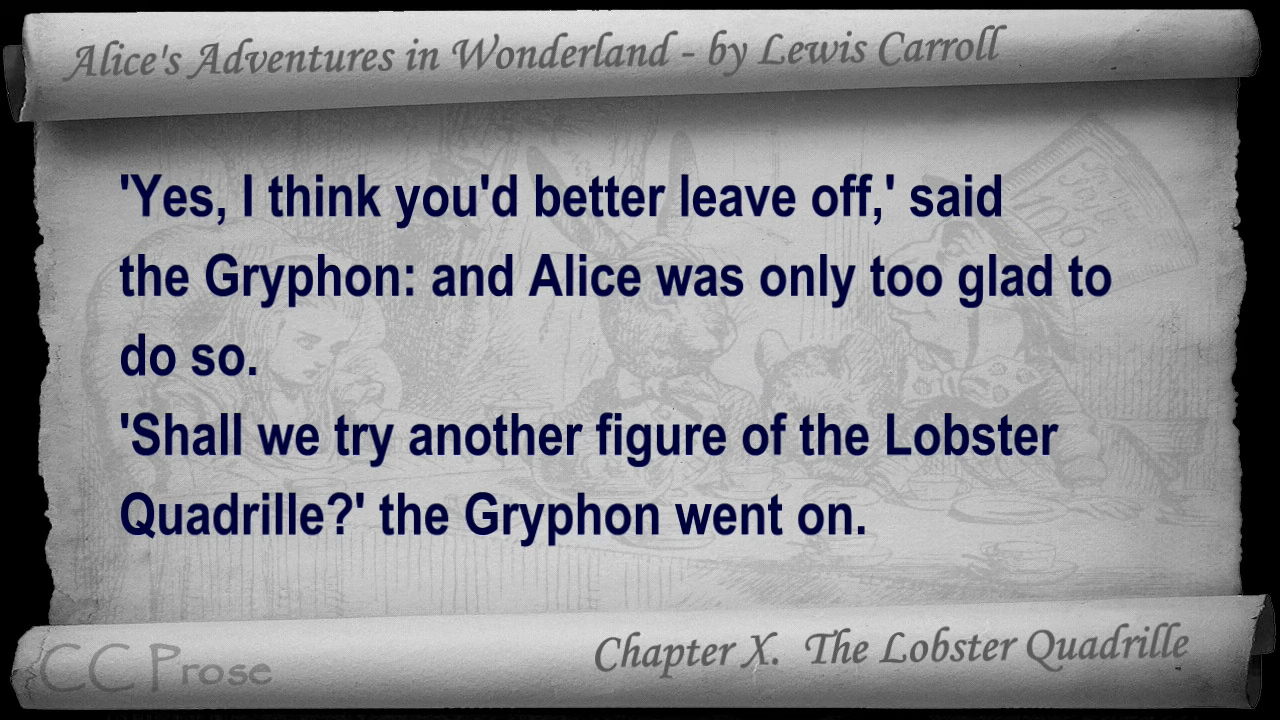 Alice's Adventures in Wonderland - by Lewis Carroll
'Yes, I think you'd better leave off,' said
the Gryphon: and Alice was only too glad to
do so.
'Shall we try another figure of the Lobster
Quadrille?' the Gryphon went on.
CC Prose
Chapter X. The Lobster Quadrille